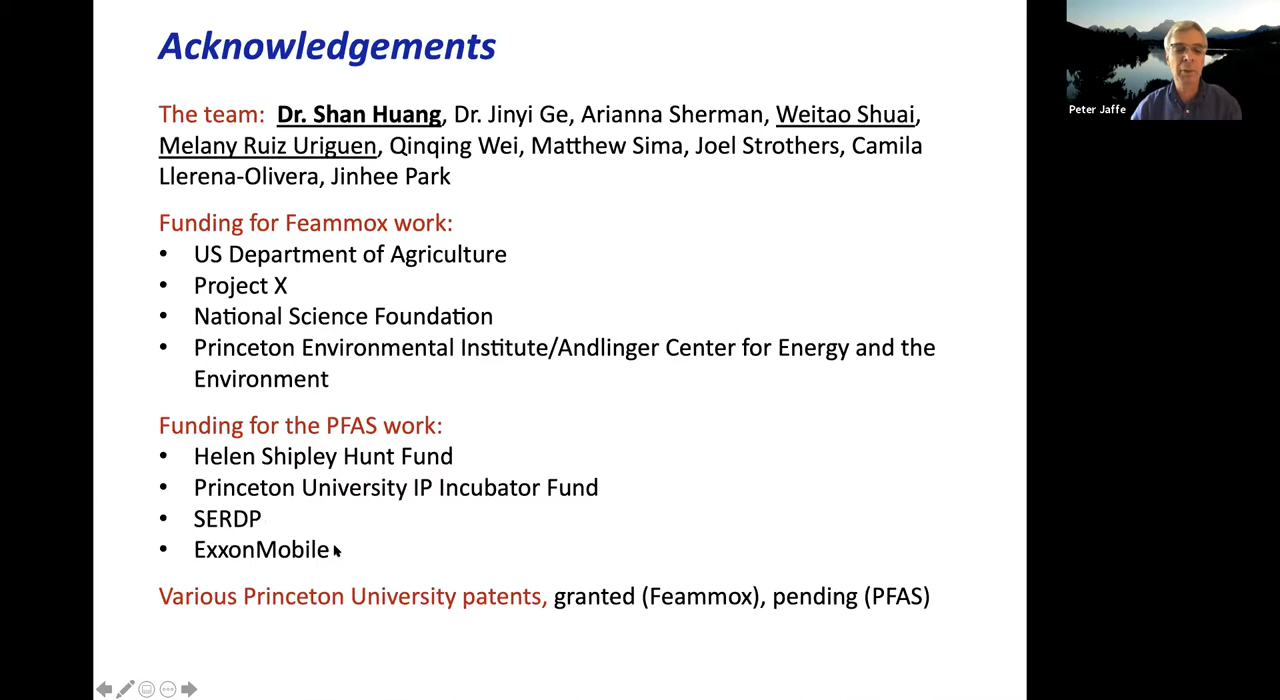 Acknowledgements
The team: Dr. Shan Huang, Dr. Jinyi Ge, Arianna Sherman, Weitao Shuai,
Melany Ruiz Uriguen, Qinqing Wei, Matthew Sima, Joel Strothers, Camila
Llerena-Olivera, Jinhee Park
Funding for Feammox work:
• US Department of Agriculture
• Project X
• National Science Foundation
• Princeton Environmental Institute/Andlinger Center for Energy and the
Environment
Funding for the PFAS work:
• Helen Shipley Hunt Fund
• Princeton University IP Incubator Fund
• SERDP
• ExxonMobile
Various Princeton University patents, granted (Feammox), pending (PFAS)
Peter Jaffe